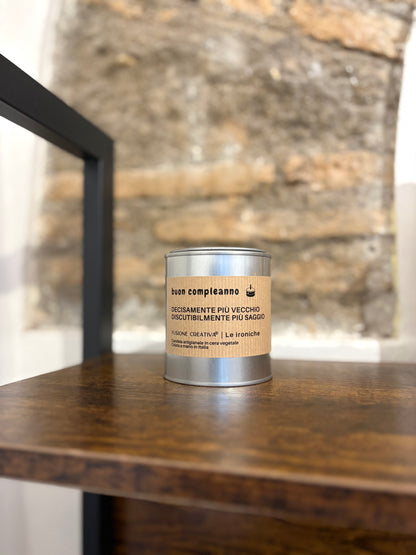 buon compleanno
DECISAMENTE PIÙ VECCHIO
DISCUTIBILMENTE PIÙ SAGGIO
FUSIONE CREATIVA® | Le ironiche
Candela artigianale in cera vegetale
Creata a mano in Italia